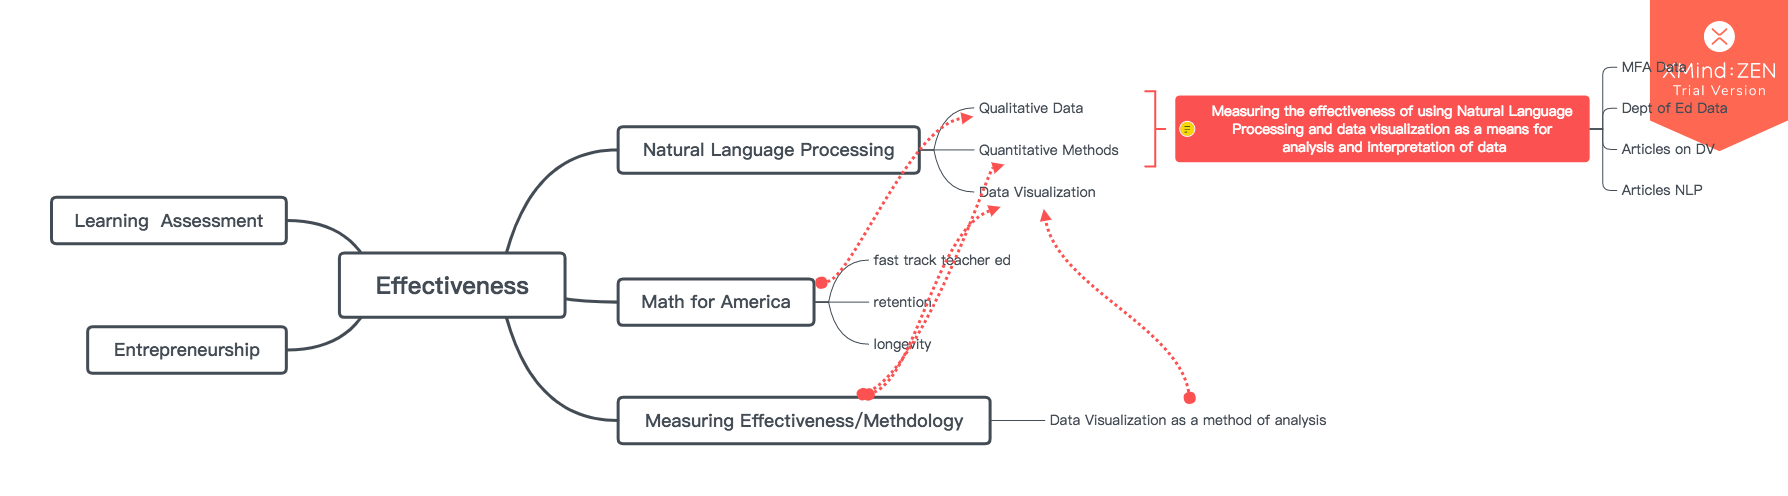 XMind:ZEN
Trial Version
MFA Data
Dept of Ed Data
Articles on DV
Articles NLP
Measuring the effectiveness of using Natural Language
Processing and data visualization as a means for
analysis and interpretation of data
Qualitative Data
Quantitative Methods
Data Visualization
Natural Language Processing
Learning Assessment
Effectiveness
Entrepreneurship
Math for America
fast track teacher ed
retention
longevity
Measuring Effectiveness/Methdology
Data Visualization as a method of analysis